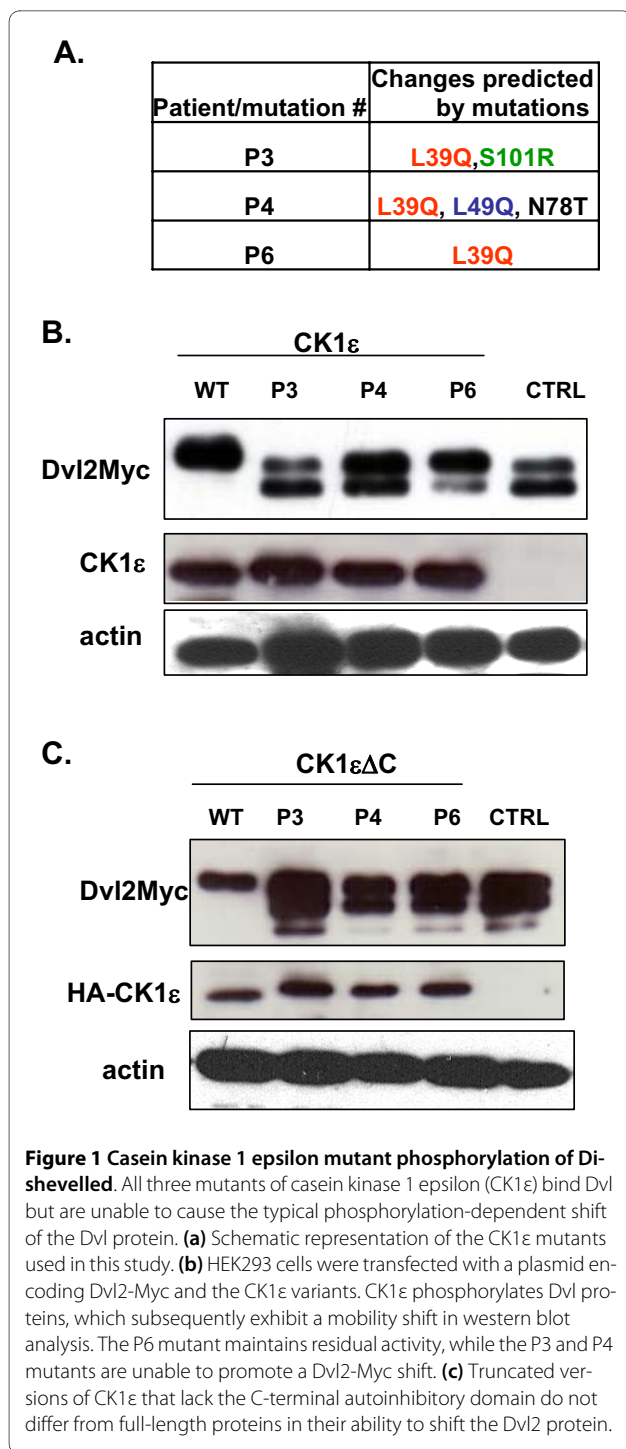 A.
Patient/mutation # Changes predicted by mutations
P3 L39Q,S101R
P4 L39Q, L49Q, N78T
P6 L39Q
B.
CK1ε
WT P3 P4 P6 CTRL
Dvl2Myc
CK1ε
actin
C.
CK1εΔC
WT P3 P4 P6 CTRL
Dvl2Myc
HA-CK1ε
actin
Figure 1 Casein kinase 1 epsilon mutant phosphorylation of Di-
shevelled. All three mutants of casein kinase 1 epsilon (CK1ε) bind Dvl
but are unable to cause the typical phosphorylation-dependent shift
of the Dvl protein. (a) Schematic representation of the CK1ε mutants
used in this study. (b) HEK293 cells were transfected with a plasmid en-
coding Dvl2-Myc and the CK1ε variants. CK1ε phosphorylates Dvl pro-
teins, which subsequently exhibit a mobility shift in western blot
analysis. The P6 mutant maintains residual activity, while the P3 and P4
mutants are unable to promote a Dvl2-Myc shift. (c) Truncated ver-
sions of CK1ε that lack the C-terminal autoinhibitory domain do not
differ from full-length proteins in their ability to shift the Dvl2 protein.